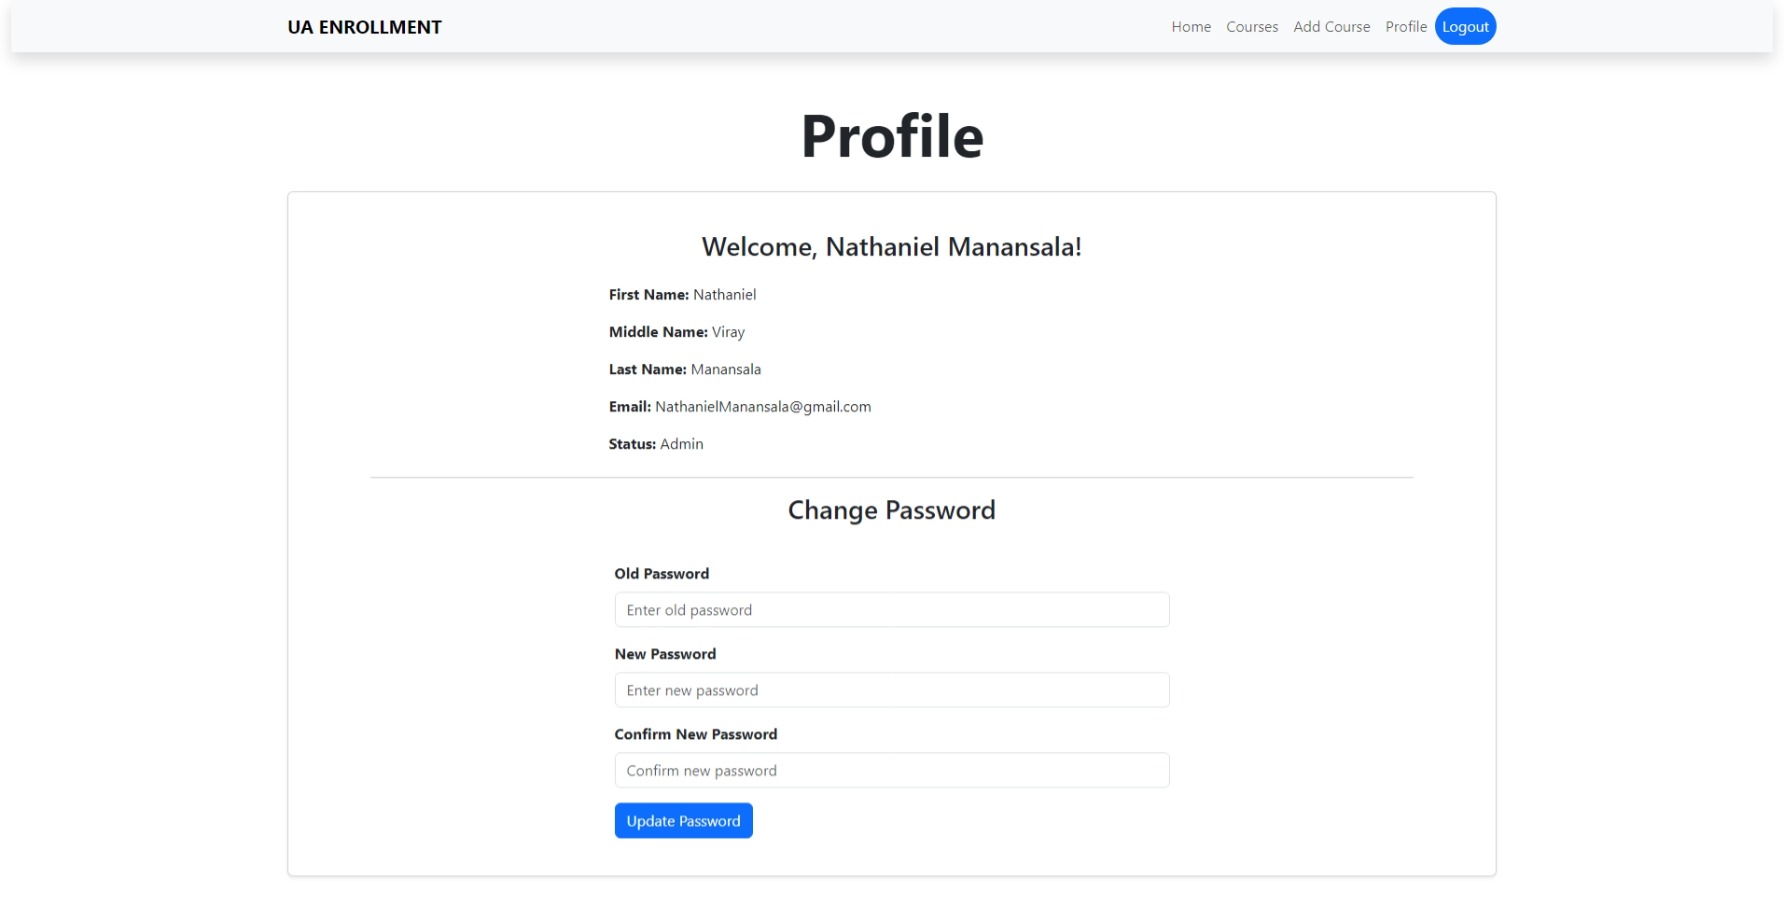 UA ENROLLMENT
Home Courses Add Course Profile Logout
Profile
Welcome, Nathaniel Manansala!
First Name: Nathaniel
Middle Name: Viray
Last Name: Manansala
Email: NathanielManansala@gmail.com
Status: Admin
Change Password
Old Password
Enter old password
New Password
Enter new password
Confirm New Password
Confirm new password
Update Password